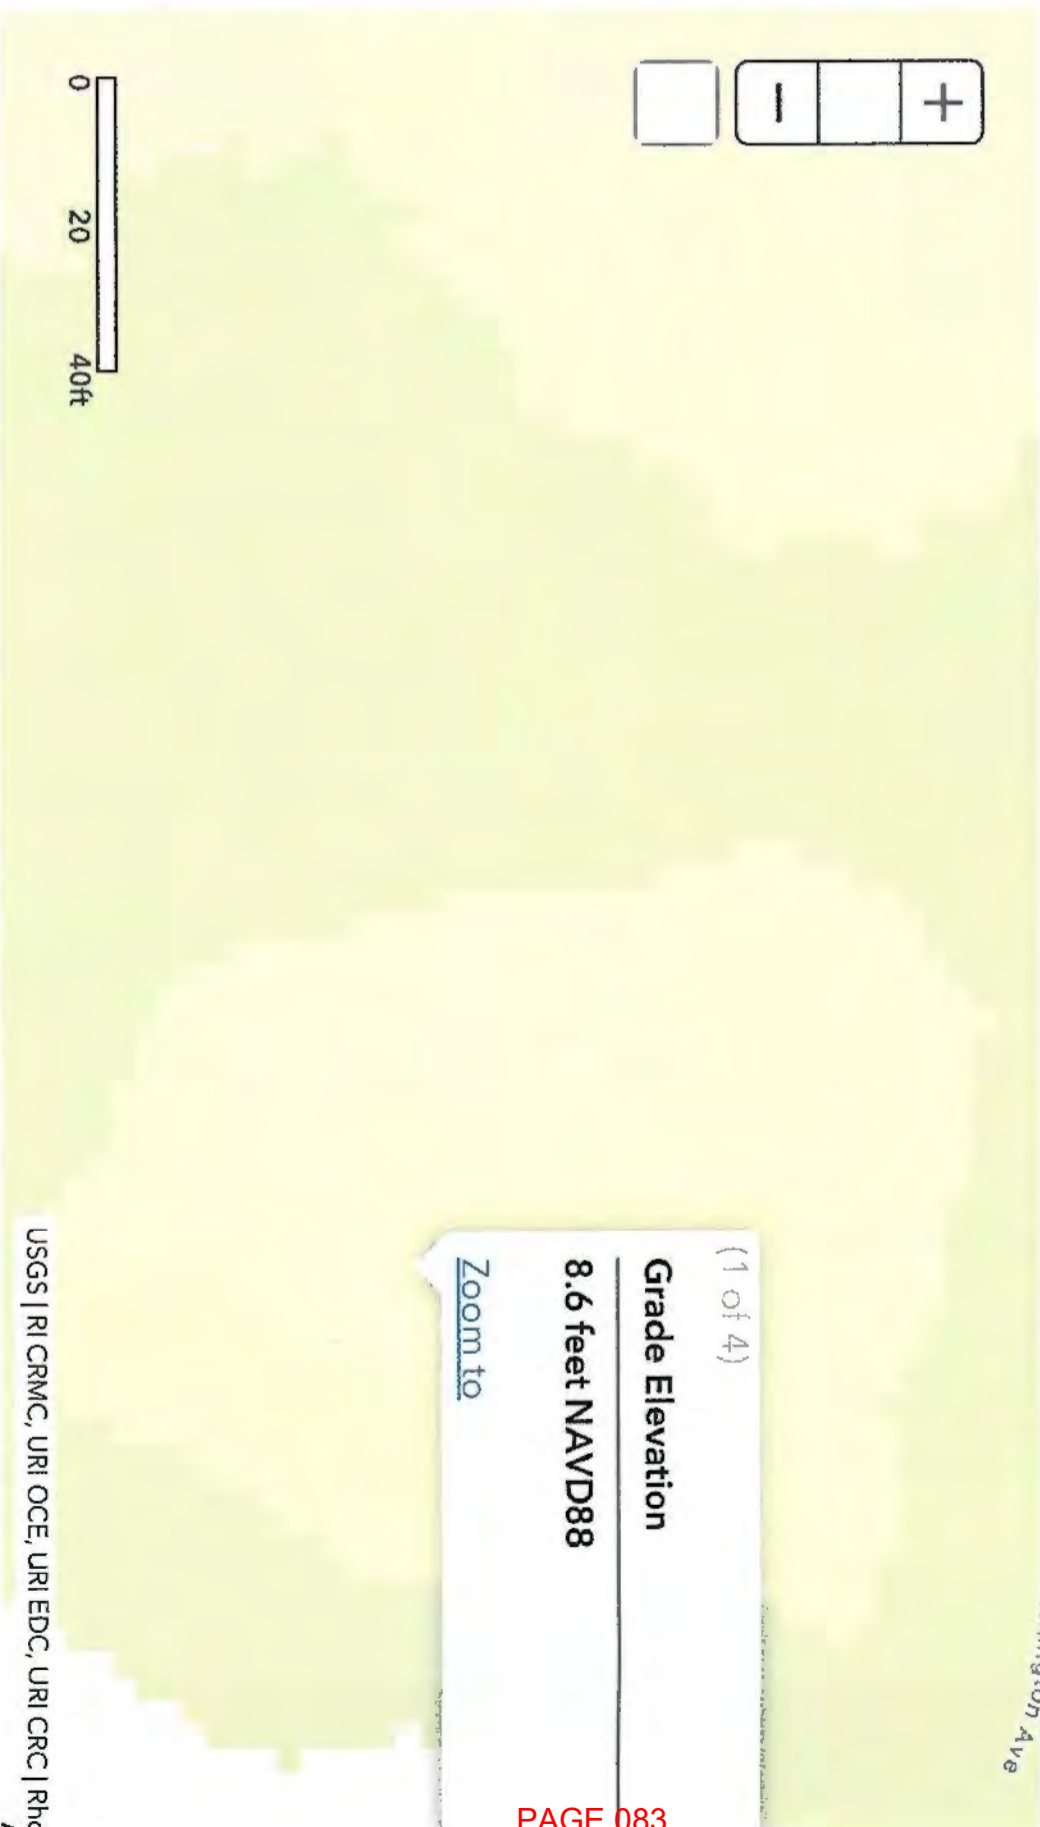 +
−
(1 of 4)
Grade Elevation
8.6 feet NAVD88
Zoom to
Ave
0 20 40ft
USGS | RI CRMC, URI OCE, URI EDC, URI CRC | Rho
PAGE 083